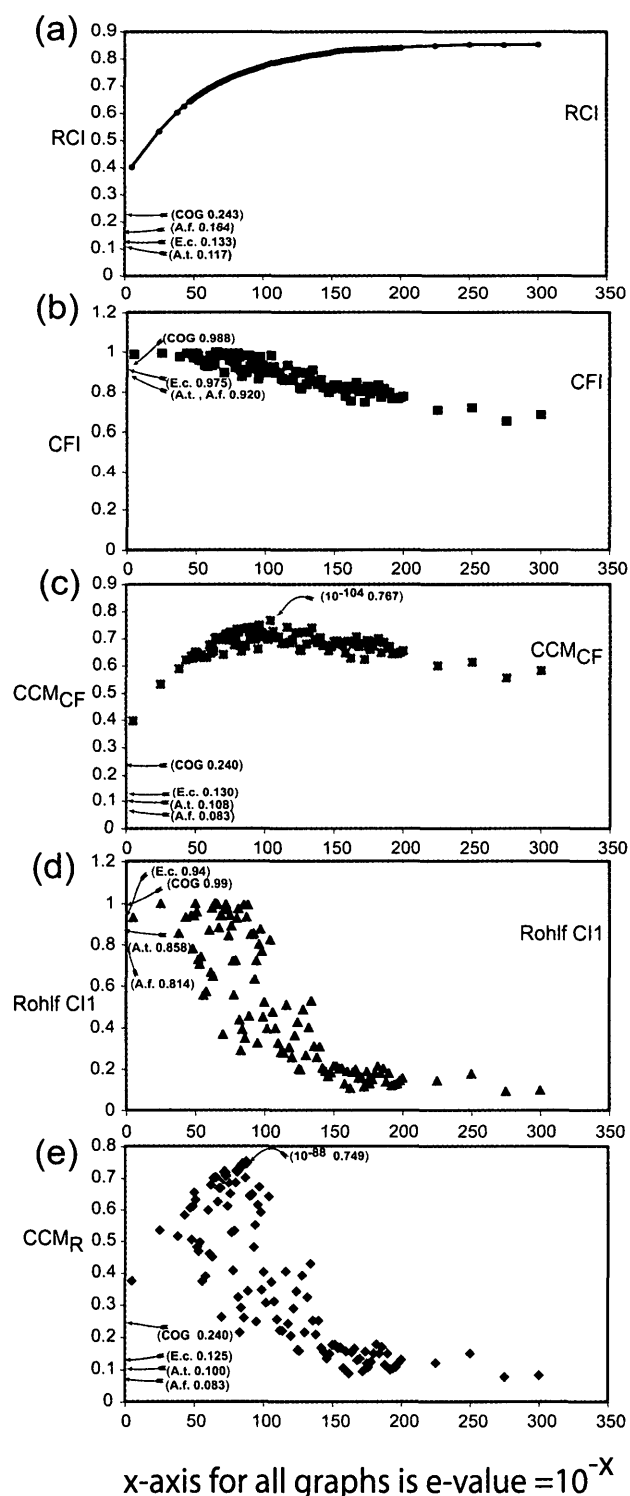 (a)
0.9
0.8
0.7
0.6
RCI
RCI
0.5
0.4
0.3
0.2
(COG 0.243)
(A.f. 0.164)
(E.c. 0.133)
0.1
(A.t. 0.117)
0
0 50 100 150 200 250 300 350
(b)
1.2
(COG 0.988)
1
(E.c. 0.975)
CFI
0.8
(A.t. , A.f. 0.920)
0.6
CFI
0.4
0.2
0
0 50 100 150 200 250 300 350
(c)
0.9
(10-104 0.767)
0.8
0.7
CCMCF
0.6
CCMCF
0.5
0.4
0.3
(COG 0.240)
0.2
(E.c. 0.130)
0.1
(A.t. 0.108)
(A.f. 0.083)
0
0 50 100 150 200 250 300 350
(d)
1.2
(E.c. 0.94)
(COG 0.99)
1
Rohlf CI1
(A.t. 0.858)
0.8
(A.f. 0.814)
0.6
Rohlf CI1
0.4
0.2
0
0 50 100 150 200 250 300 350
(e)
0.8
(10-88 0.749)
0.7
0.6
CCMR
0.5
0.4
0.3
(COG 0.240)
0.2
(E.c. 0.125)
0.1
(A.t. 0.100)
(A.f. 0.083)
0
0 50 100 150 200 250 300 350
x-axis for all graphs is e-value =10-X